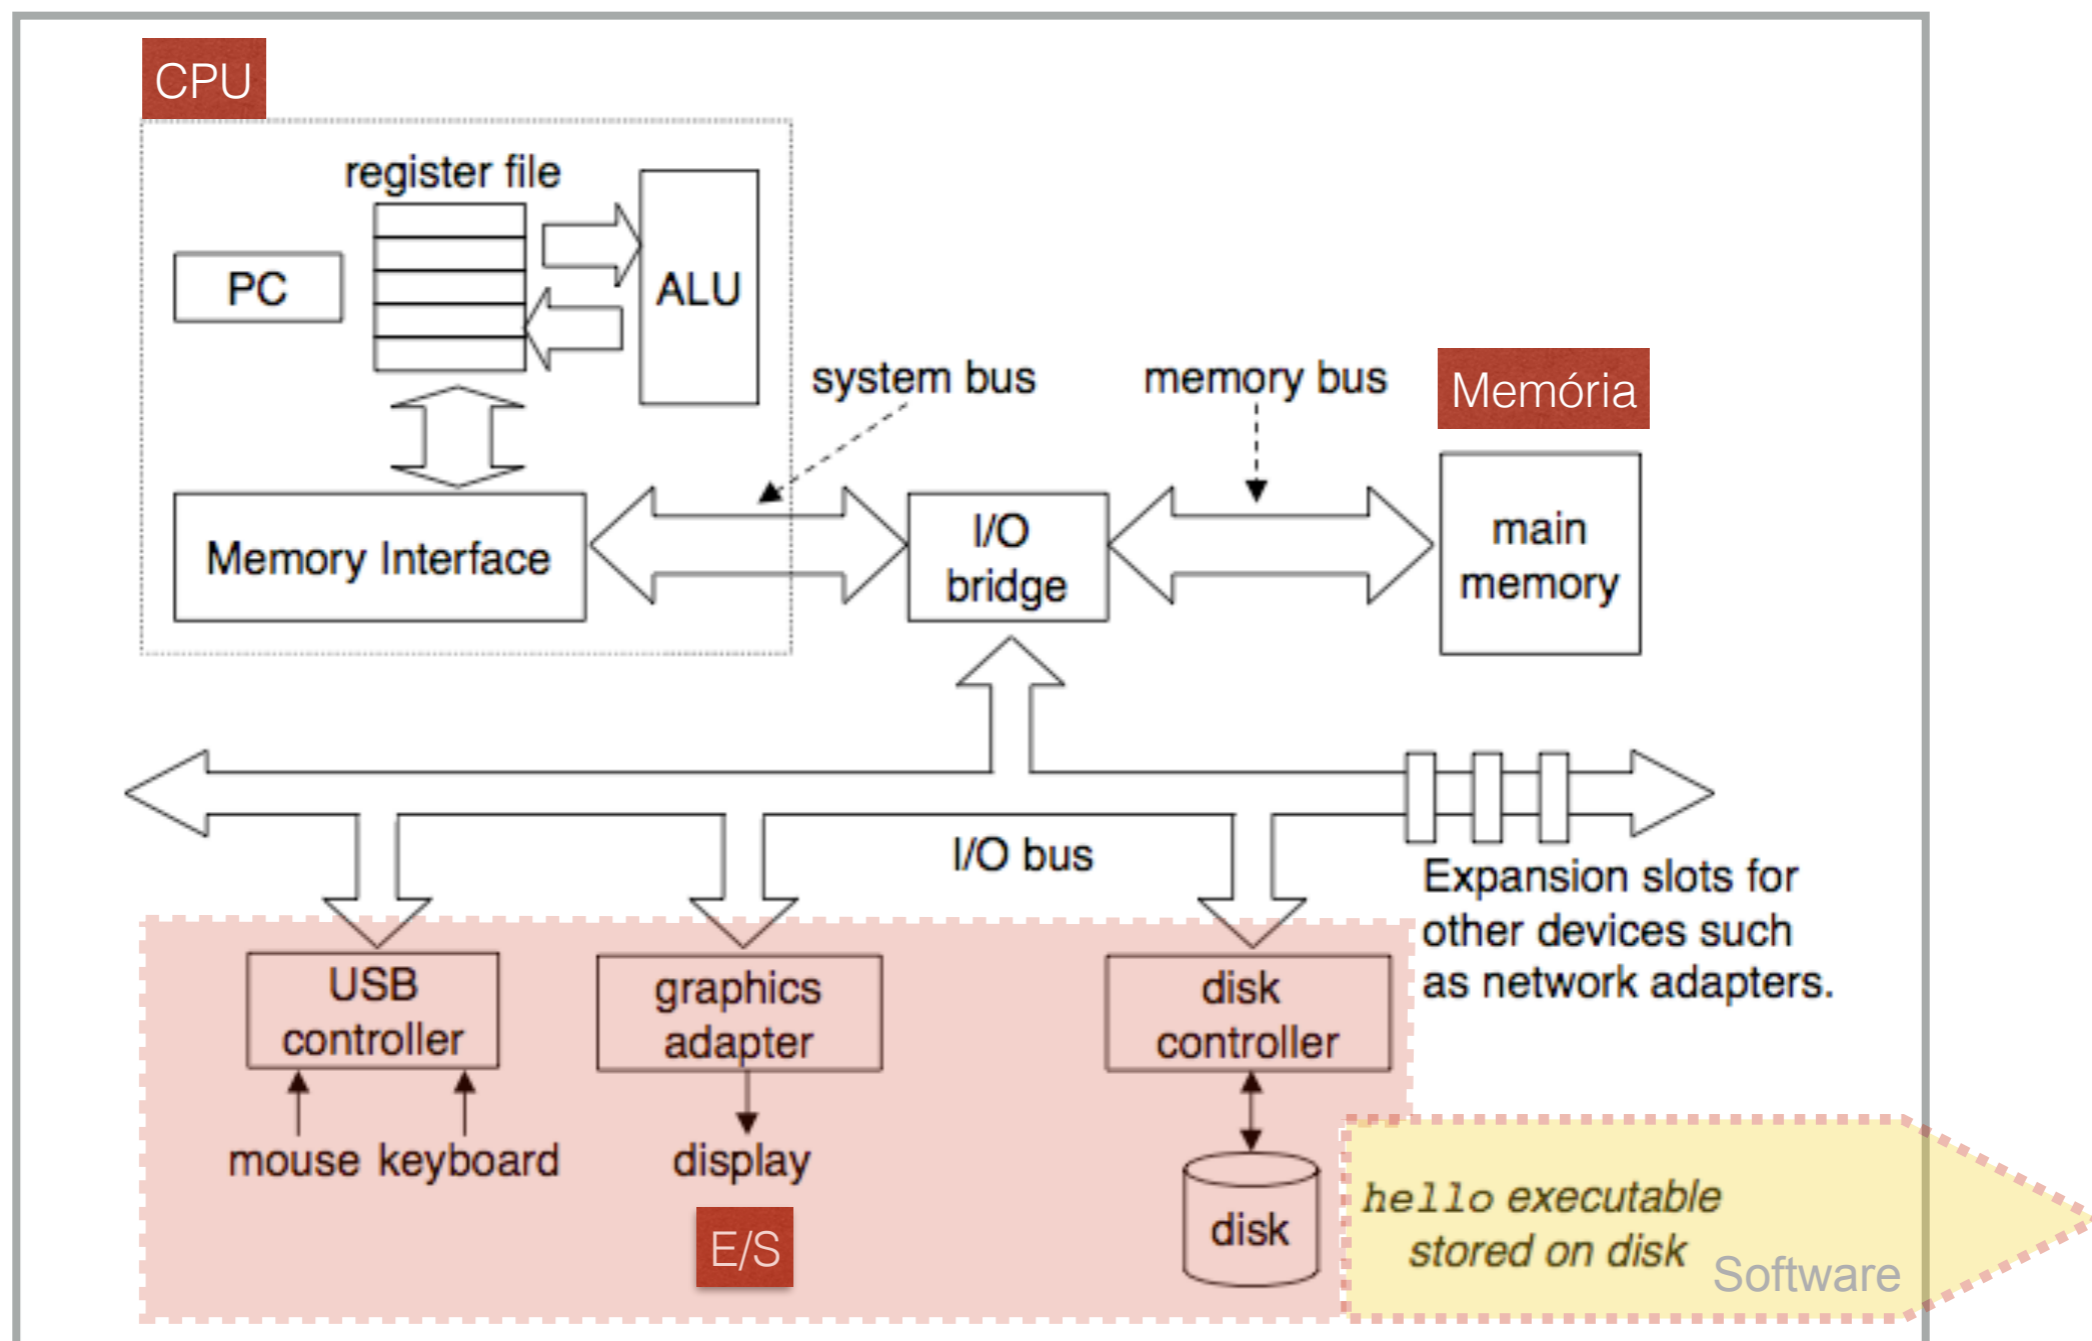 CPU
register file
PC
ALU
system bus
memory bus
Memória
Memory Interface
I/O
bridge
main
memory
I/O bus
Expansion slots for
other devices such
as network adapters.
USB
controller
graphics
adapter
disk
controller
mouse keyboard
display
disk
E/S
hello executable
stored on disk
Software